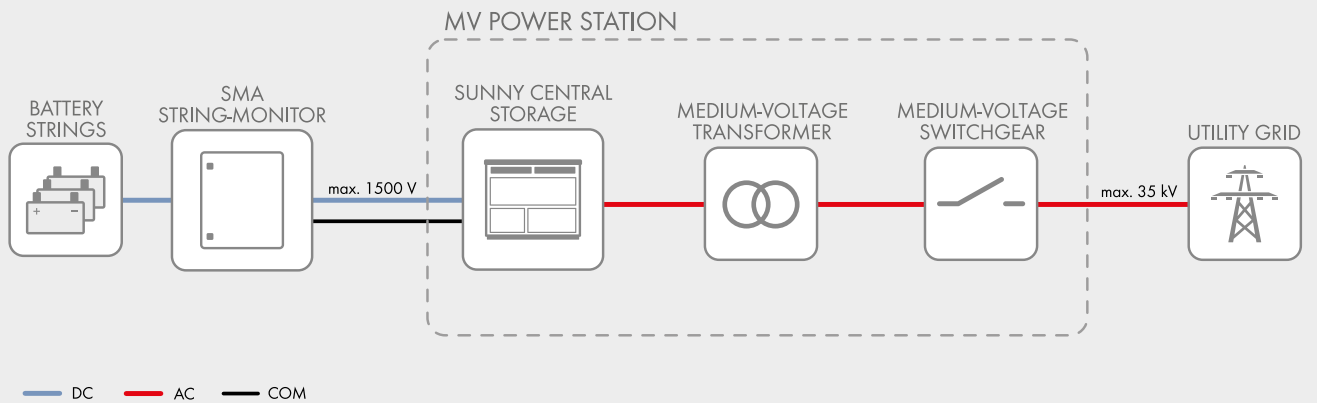 MV POWER STATION
BATTERY
STRINGS
SMA
STRING-MONITOR
max. 1500 V
SUNNY CENTRAL
STORAGE
MEDIUM-VOLTAGE
TRANSFORMER
MEDIUM-VOLTAGE
SWITCHGEAR
max. 35 kV
UTILITY GRID
+ −
DC
AC
COM